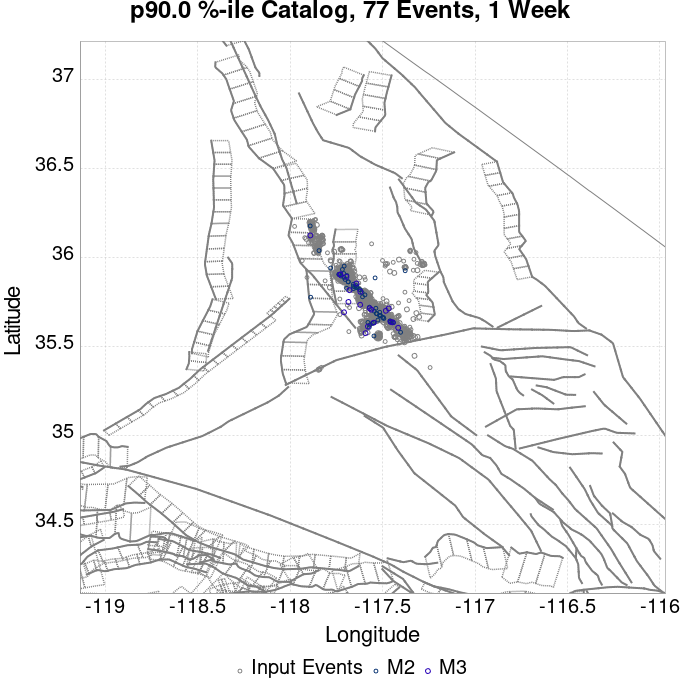 p90.0 %-ile Catalog, 77 Events, 1 Week
37
36.5
36
35.5
35
34.5
Latitude
-119
-118.5
-118
-117.5
-117
-116.5
-116
Longitude
Input Events
M2
M3